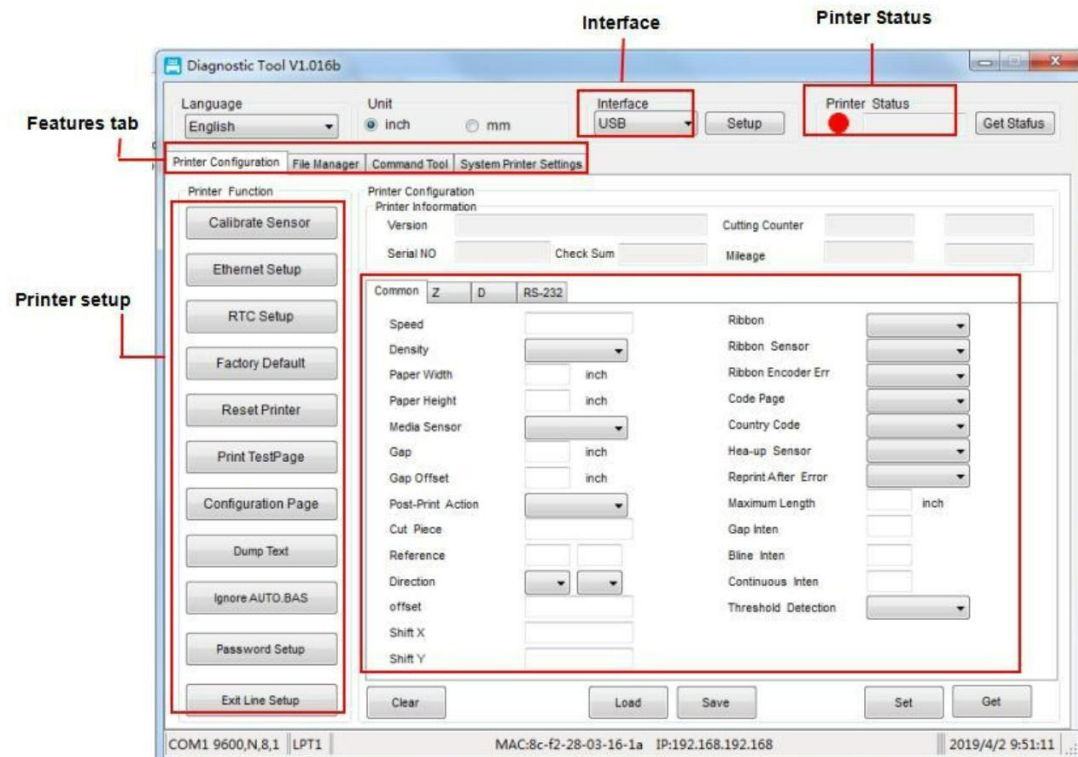 Interface
Pinter Status
Diagnostic Tool V1.016b
Language
Unit
Interface
Printer Status
English
inch
mm
USB
Setup
Get Status
Features tab
Printer Configuration
File Manager
Command Tool
System Printer Settings
Printer Function
Printer Configuration
Calibrate Sensor
Printer Infoormation
Version
Cutting Counter
Serial NO
Check Sum
Mileage
Ethernet Setup
Printer setup
RTC Setup
Factory Default
Reset Printer
Print TestPage
Configuration Page
Dump Text
Ignore AUTO.BAS
Password Setup
Exit Line Setup
Common
Z
D
RS-232
Speed
Ribbon
Density
Ribbon Sensor
Paper Width
inch
Ribbon Encoder Err
Paper Height
inch
Code Page
Media Sensor
Country Code
Gap
inch
Hea-up Sensor
Gap Offset
inch
Reprint After Error
Post-Print Action
Maximum Length
inch
Cut Piece
Gap Inten
Reference
Bline Inten
Direction
Continuous Inten
offset
Threshold Detection
Shift X
Shift Y
Clear
Load
Save
Set
Get
COM1 9600,N,8,1
LPT1
MAC:8c-f2-28-03-16-1a
IP:192.168.192.168
2019/4/2 9:51:11